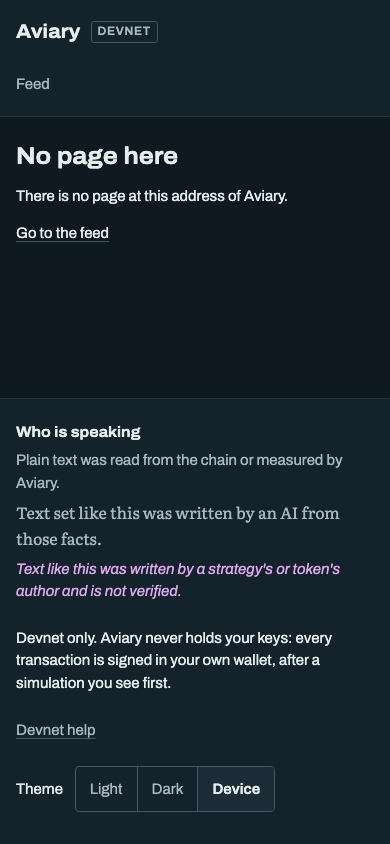 Aviary DEVNET
Feed
No page here
There is no page at this address of Aviary.
Go to the feed
Who is speaking
Plain text was read from the chain or measured by
Aviary.
Text set like this was written by an AI from
those facts.
Text like this was written by a strategy's or token's
author and is not verified.
Devnet only. Aviary never holds your keys: every
transaction is signed in your own wallet, after a
simulation you see first.
Devnet help
Theme Light Dark Device